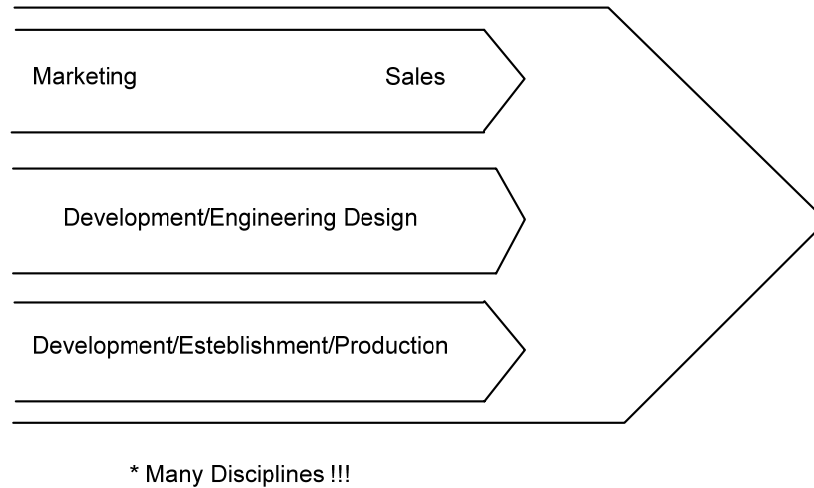 Marketing Sales
Development/Engineering Design
Development/Esteblishment/Production
* Many Disciplines !!!